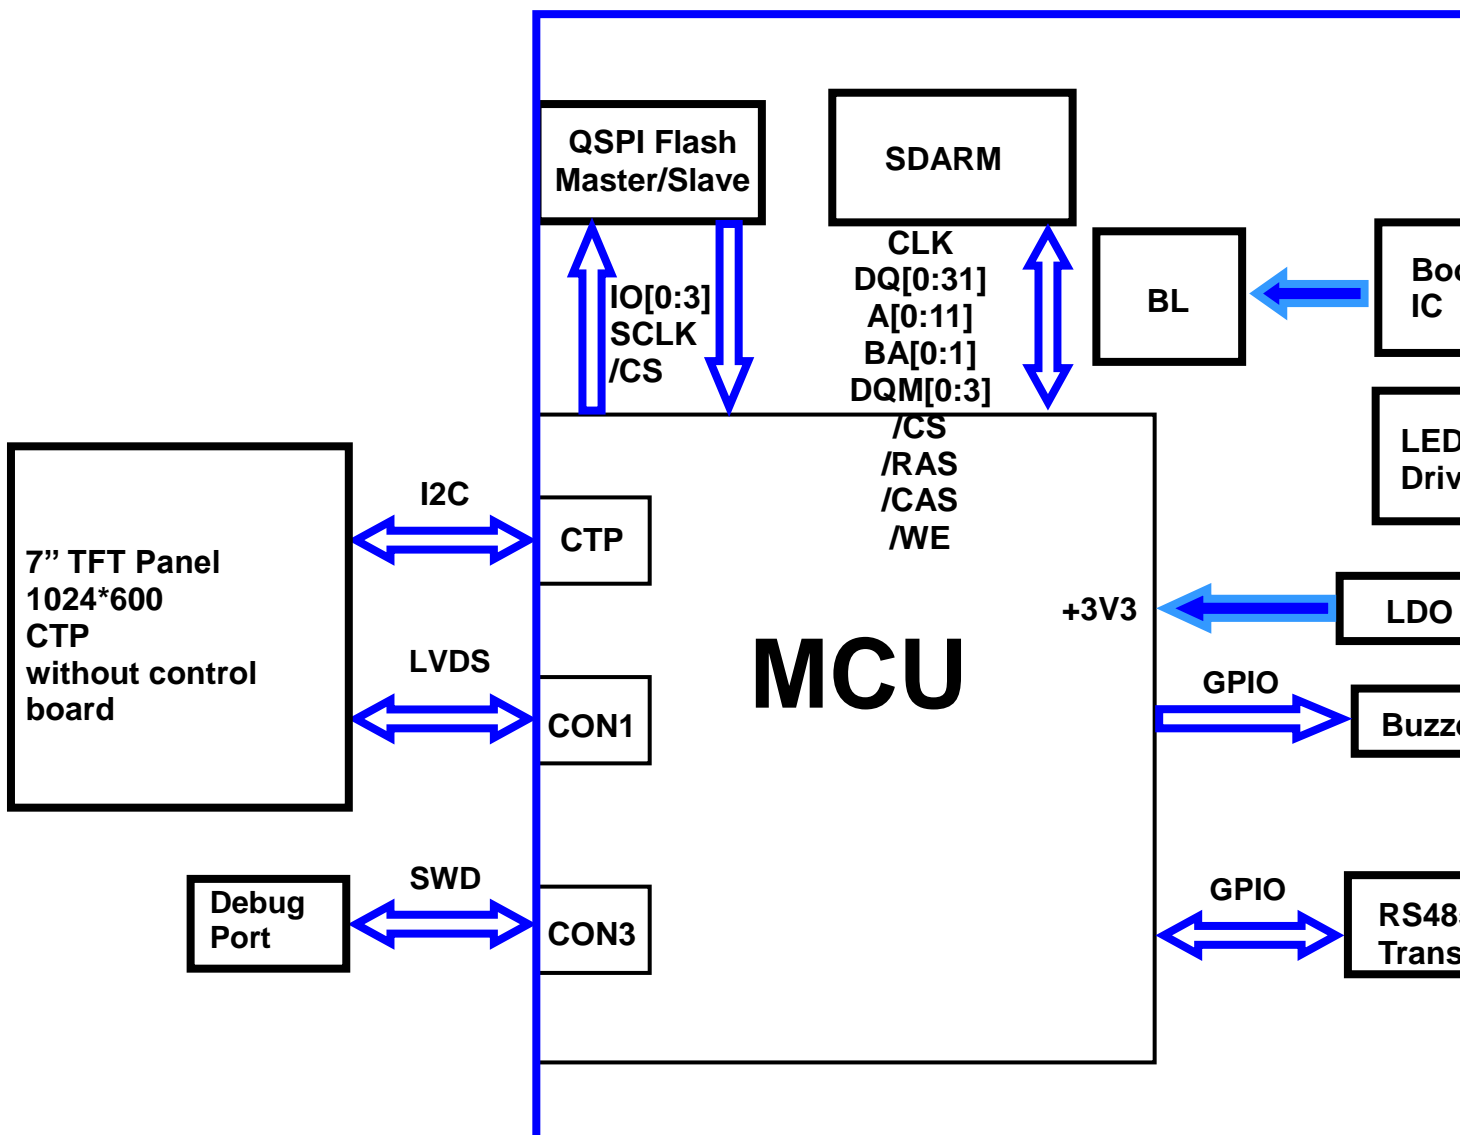 QSPI Flash
Master/Slave
SDARM
IO[0:3]
SCLK
/CS
CLK
DQ[0:31]
A[0:11]
BA[0:1]
DQM[0:3]
/CS
/RAS
/CAS
/WE
BL
IC
7” TFT Panel
1024*600
CTP
without control
board
I2C
CTP
LVDS
CON1
MCU
+3V3
LDO
GPIO
SWD
Debug
Port
CON3
GPIO